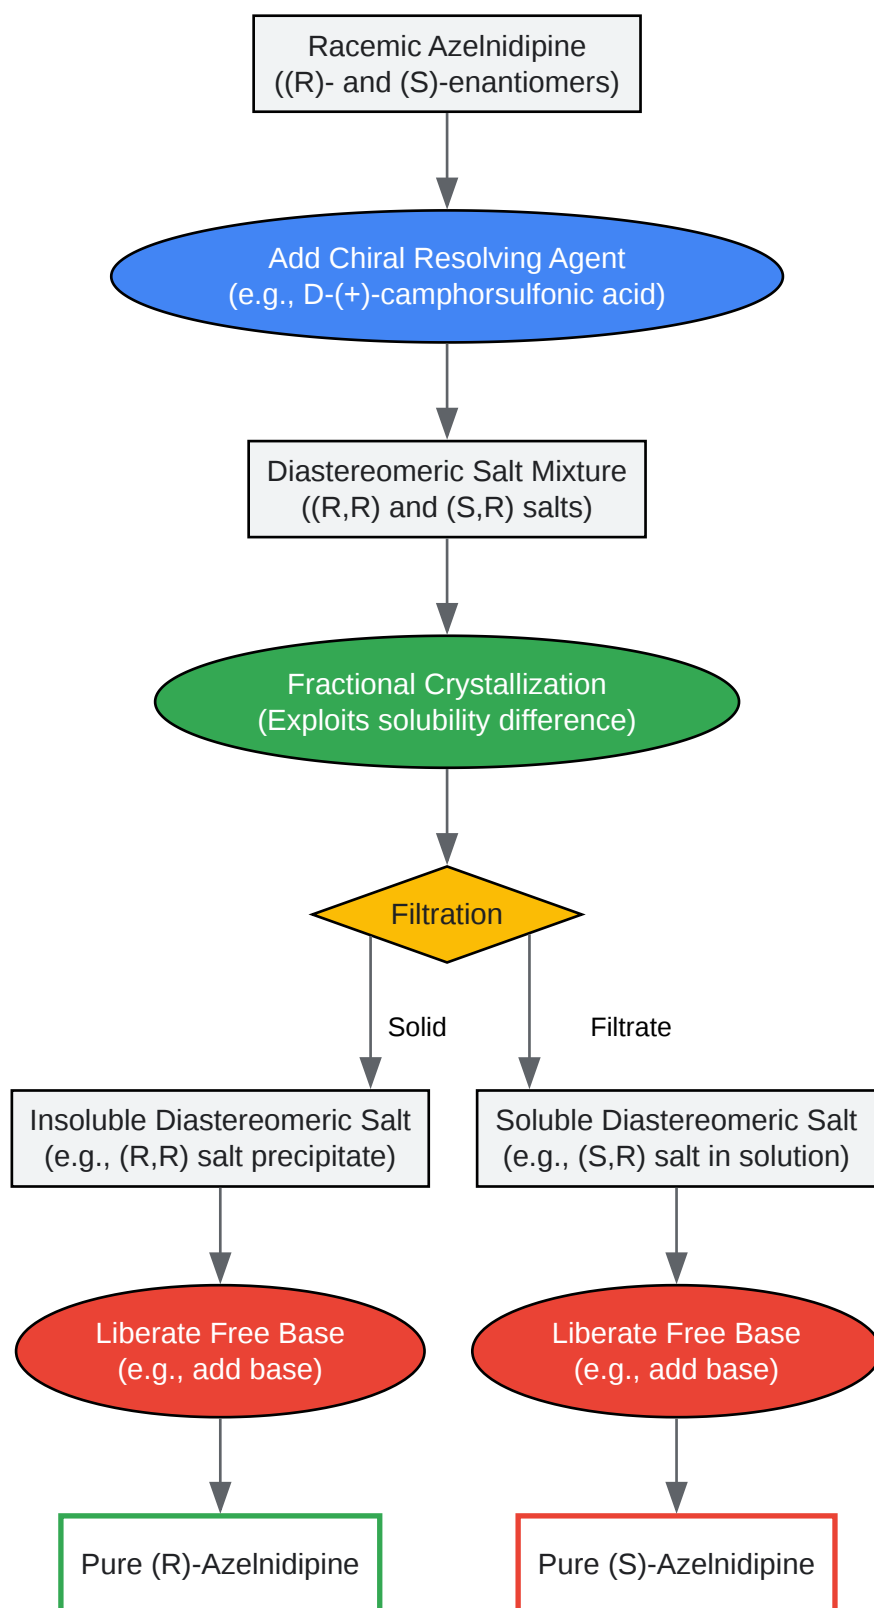 Racemic Azelnidipine
((R)- and (S)-enantiomers)
Add Chiral Resolving Agent
(e.g., D-(+)-camphorsulfonic acid)
Diastereomeric Salt Mixture
((R,R) and (S,R) salts)
Fractional Crystallization
(Exploits solubility difference)
Filtration
Solid
Filtrate
Insoluble Diastereomeric Salt
(e.g., (R,R) salt precipitate)
Soluble Diastereomeric Salt
(e.g., (S,R) salt in solution)
Liberate Free Base
(e.g., add base)
Liberate Free Base
(e.g., add base)
Pure (R)-Azelnidipine
Pure (S)-Azelnidipine